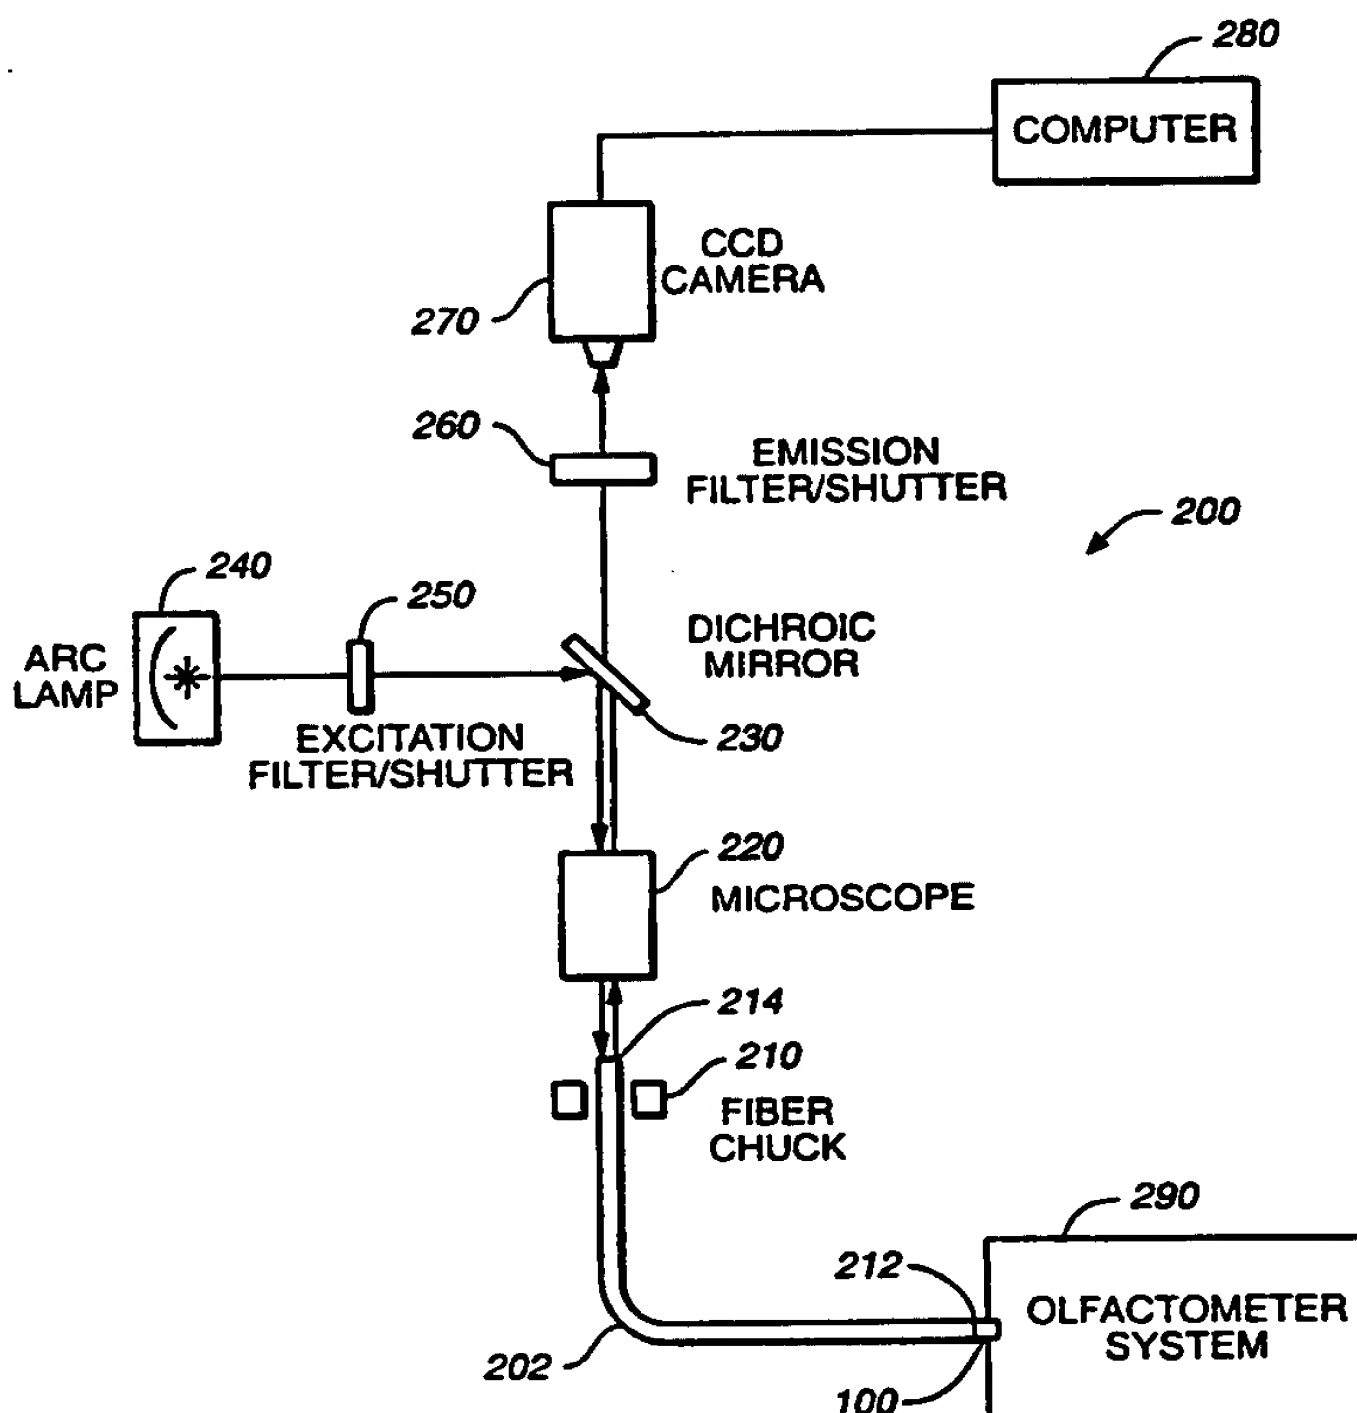 280
COMPUTER
CCD
CAMERA
270
260
EMISSION
FILTER/SHUTTER
200
240
250
ARC
LAMP
DICHROIC
MIRROR
EXCITATION
FILTER/SHUTTER
230
220
MICROSCOPE
214
210
FIBER
CHUCK
290
212
OLFACTOMETER
SYSTEM
202
100